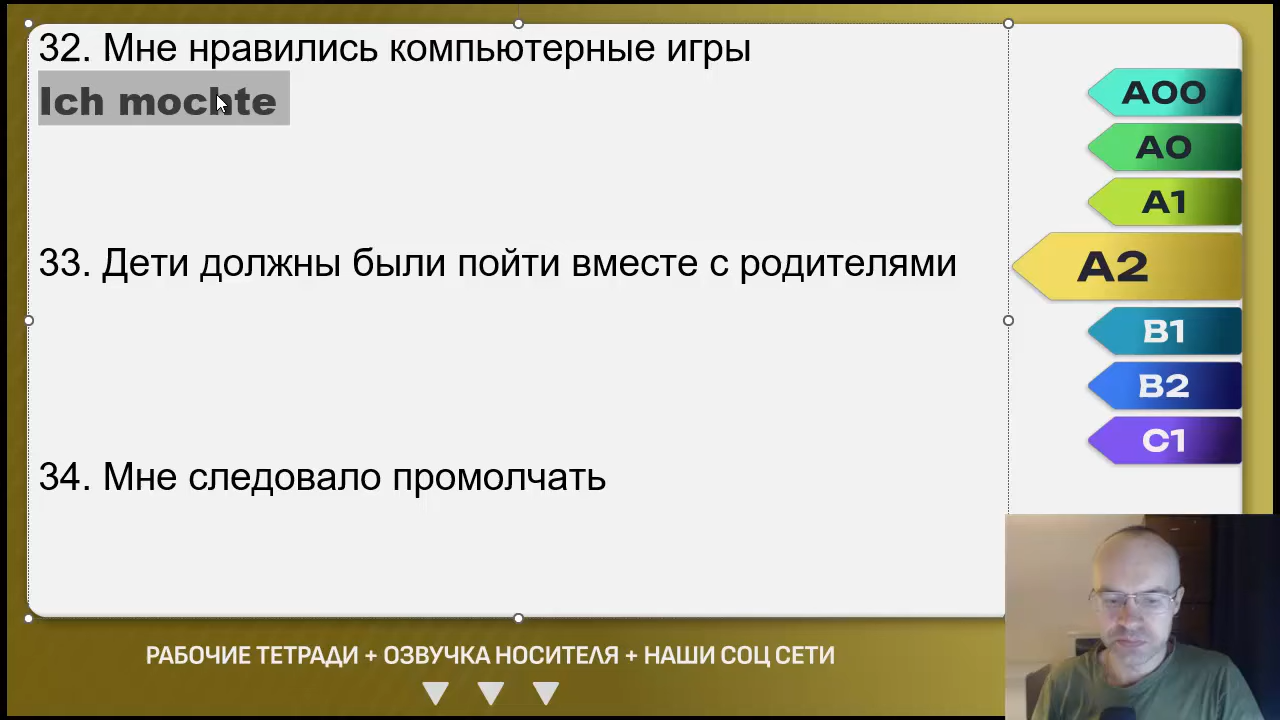 32. Мне нравились компьютерные игры
Ich mochte
33. Дети должны были пойти вместе с родителями
34. Мне следовало промолчать
A00
A0
A1
A2
B1
B2
C1
РАБОЧИЕ ТЕТРАДИ + ОЗВУЧКА НОСИТЕЛЯ + НАШИ СОЦ СЕТИ